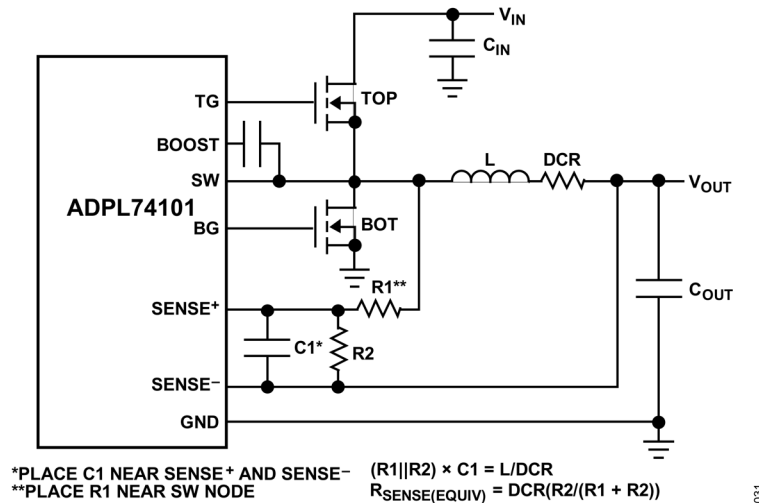 V_IN
C_IN
TG
TOP
BOOST
L
DCR
SW
V_OUT
ADPL74101
BG
BOT
R1**
C_OUT
SENSE+
C1*
R2
SENSE−
GND
*PLACE C1 NEAR SENSE+ AND SENSE−
**PLACE R1 NEAR SW NODE
(R1||R2) × C1 = L/DCR
R_SENSE(EQUIV) = DCR(R2/(R1 + R2))
031